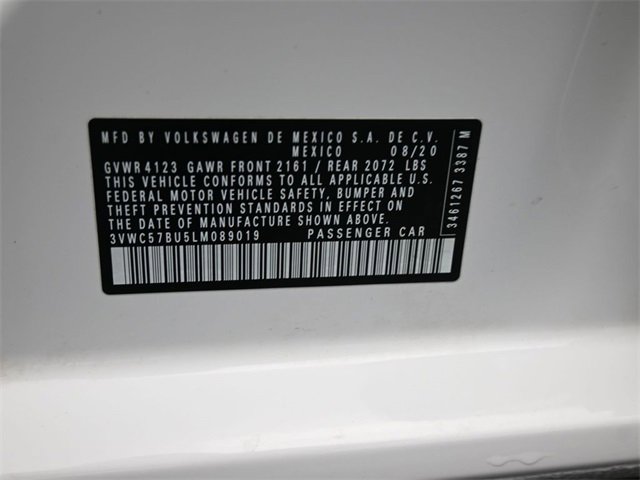 MFD BY VOLKSWAGEN DE MEXICO S.A. DE C.V.
MEXICO 08/20
GVWR 4123 GAWR FRONT 2161 / REAR 2072 LBS
THIS VEHICLE CONFORMS TO ALL APPLICABLE U.S.
FEDERAL MOTOR VEHICLE SAFETY, BUMPER AND
THEFT PREVENTION STANDARDS IN EFFECT ON
THE DATE OF MANUFACTURE SHOWN ABOVE.
3VWC57BU5LM089019 PASSENGER CAR
3461267 3387 M